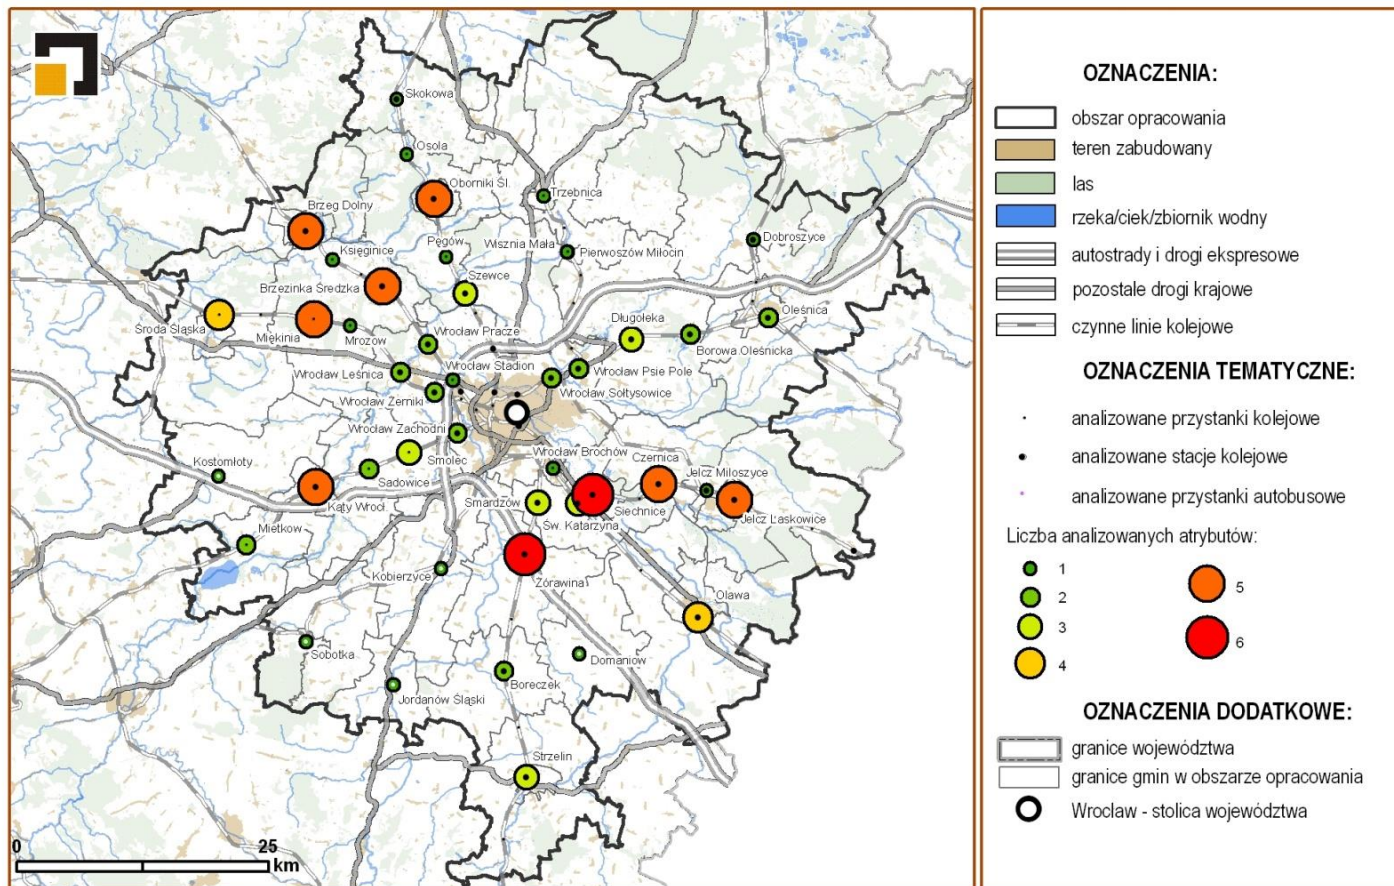 Skokowa
Osola
Oborniki Śl.
Trzebnica
Brzeg Dolny
Księginice
Pęgów
Wisznia Mała
Pierwoszów Miłocin
Dobroszyce
Brzezinka Średzka
Szewce
Środa Śląska
Miękinia
Mrozów
Wrocław Pracze
Długołęka
Oleśnica
Borowa Oleśnicka
Wrocław Stadion
Wrocław Leśnica
Wrocław Psie Pole
Wrocław Żerniki
Wrocław Sołtysowice
Wrocław Zachodni
Kostomłoty
Smolec
Sadowice
Wrocław Brochów
Czernica
Jelcz Miłoszyce
Kąty Wrocł.
Smardzów
Siechnice
Jelcz Laskowice
Św. Katarzyna
Mietkow
Kobierzyce
Żórawina
Oława
Sobotka
Domaniow
Boreczek
Jordanów Śląski
Strzelin
0 25
km
OZNACZENIA:
obszar opracowania
teren zabudowany
las
rzeka/ciek/zbiornik wodny
autostrady i drogi ekspresowe
pozostałe drogi krajowe
czynne linie kolejowe
OZNACZENIA TEMATYCZNE:
analizowane przystanki kolejowe
analizowane stacje kolejowe
analizowane przystanki autobusowe
Liczba analizowanych atrybutów:
1
2
3
4
5
6
OZNACZENIA DODATKOWE:
granice województwa
granice gmin w obszarze opracowania
Wrocław - stolica województwa